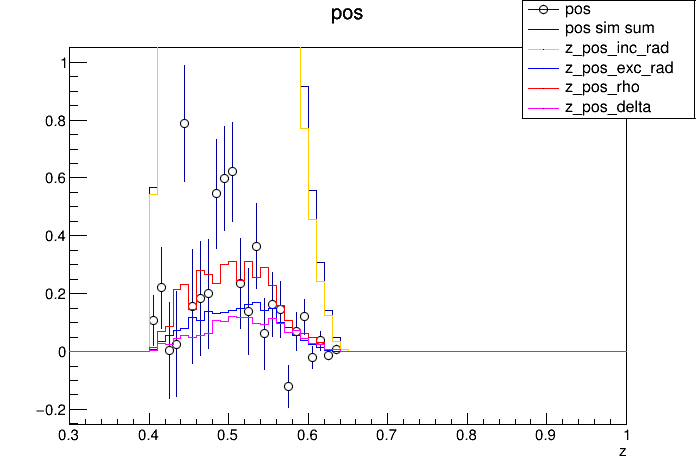 pos
pos
pos sim sum
z_pos_inc_rad
z_pos_exc_rad
z_pos_rho
z_pos_delta
1
0.8
0.6
0.4
0.2
0
−0.2
0.3 0.4 0.5 0.6 0.7 0.8 0.9 1
z